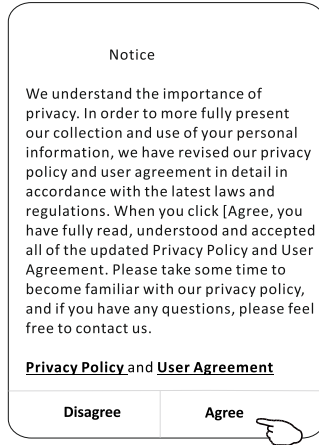 Notice
We understand the importance of
privacy. In order to more fully present
our collection and use of your personal
information, we have revised our privacy
policy and user agreement in detail in
accordance with the latest laws and
regulations. When you click [Agree, you
have fully read, understood and accepted
all of the updated Privacy Policy and User
Agreement. Please take some time to
become familiar with our privacy policy,
and if you have any questions, please feel
free to contact us.
Privacy Policy and User Agreement
Disagree Agree